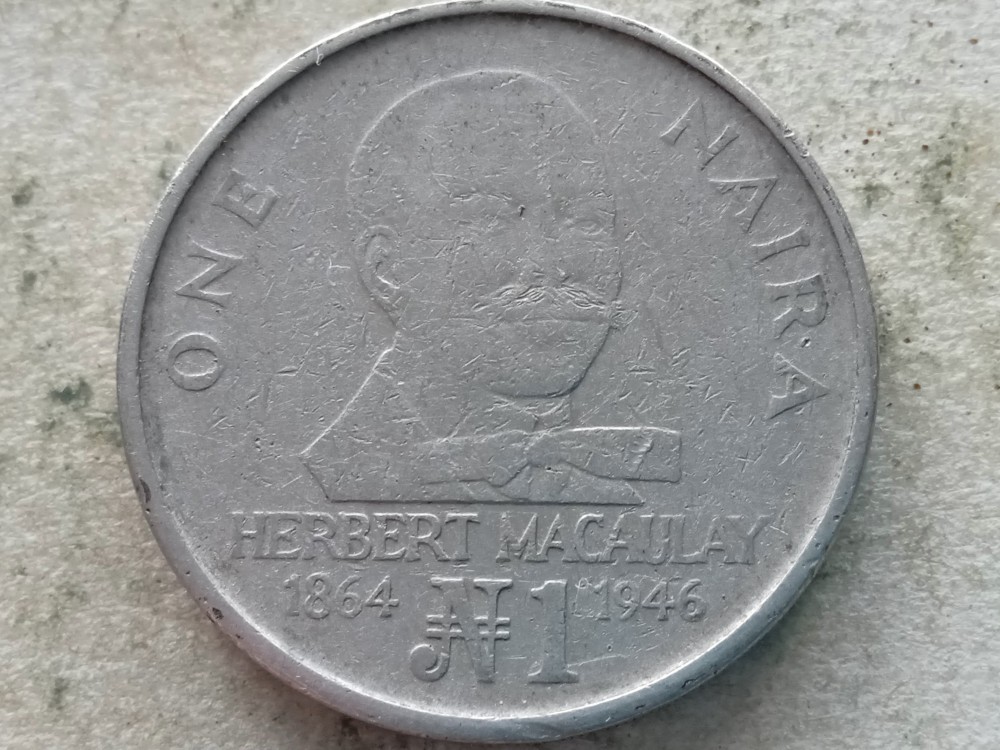 ONE NAIRA
HERBERT MACAULAY
1864 ₦1 1946